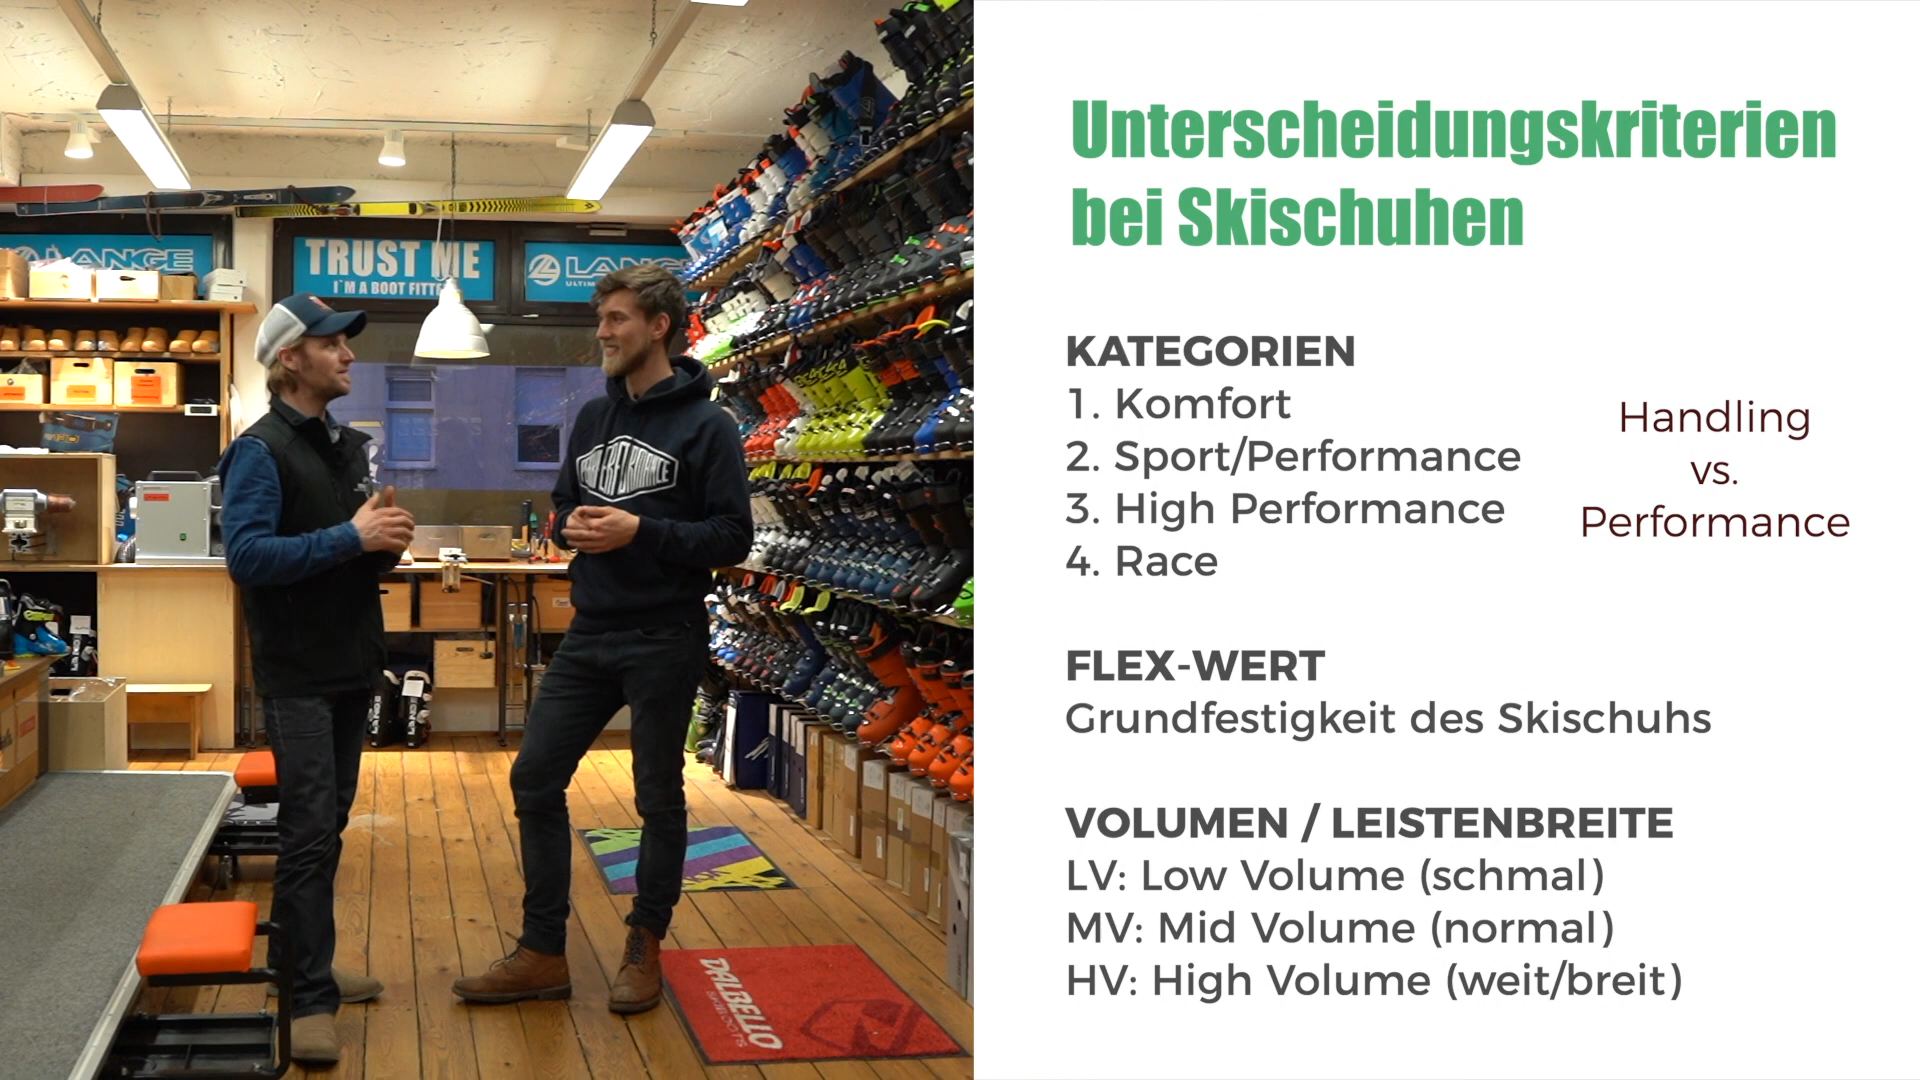 LANGE
TRUST ME
I'M A BOOT FITTE
LANGE
DALBELLO
Unterscheidungskriterien
bei Skischuhen
KATEGORIEN
1. Komfort
2. Sport/Performance
3. High Performance
4. Race
Handling
vs.
Performance
FLEX-WERT
Grundfestigkeit des Skischuhs
VOLUMEN / LEISTENBREITE
LV: Low Volume (schmal)
MV: Mid Volume (normal)
HV: High Volume (weit/breit)